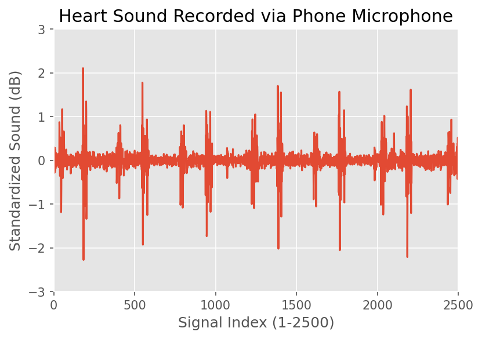 Heart Sound Recorded via Phone Microphone
3
2
1
0
−1
−2
−3
Standardized Sound (dB)
0 500 1000 1500 2000 2500
Signal Index (1-2500)